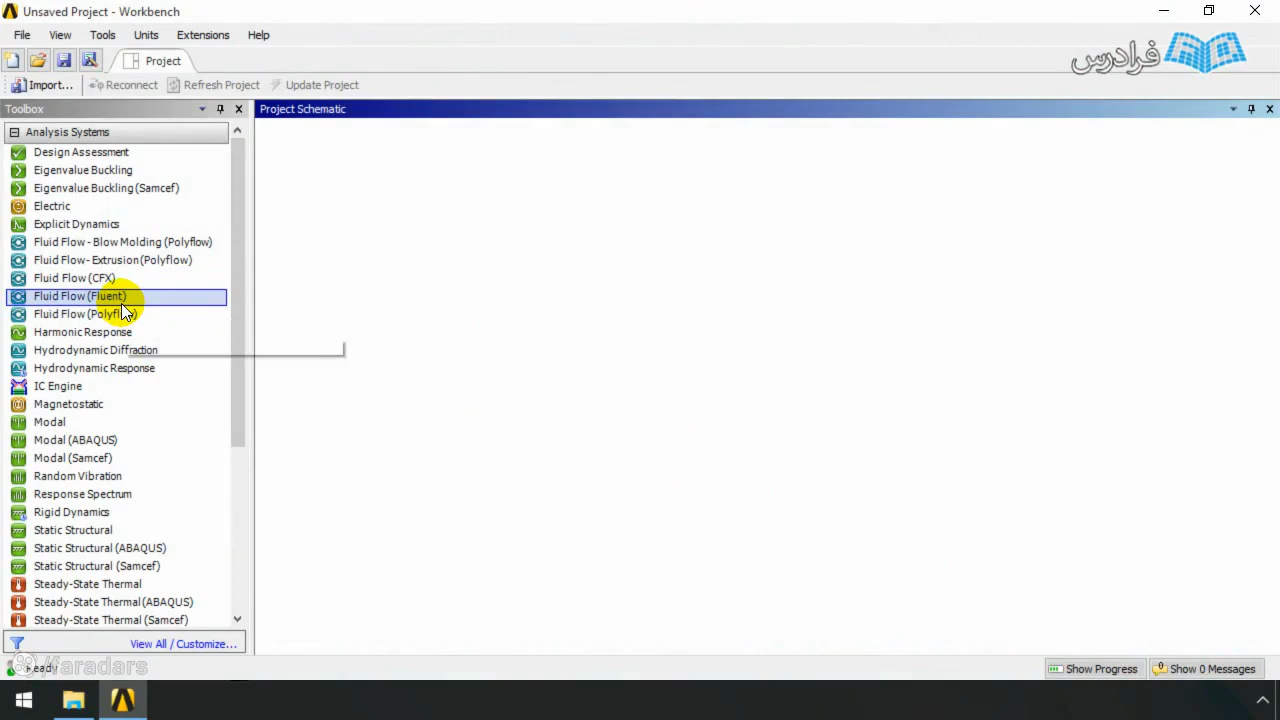 Unsaved Project - Workbench
File View Tools Units Extensions Help
Project
فرادرس
Import... Reconnect Refresh Project Update Project
Toolbox
Project Schematic
Analysis Systems
Design Assessment
Eigenvalue Buckling
Eigenvalue Buckling (Samcef)
Electric
Explicit Dynamics
Fluid Flow - Blow Molding (Polyflow)
Fluid Flow- Extrusion (Polyflow)
Fluid Flow (CFX)
Fluid Flow (Fluent)
Fluid Flow (Polyflow)
Harmonic Response
Hydrodynamic Diffraction
Hydrodynamic Response
IC Engine
Magnetostatic
Modal
Modal (ABAQUS)
Modal (Samcef)
Random Vibration
Response Spectrum
Rigid Dynamics
Static Structural
Static Structural (ABAQUS)
Static Structural (Samcef)
Steady-State Thermal
Steady-State Thermal (ABAQUS)
Steady-State Thermal (Samcef)
View All / Customize...
Ready
@/faradars
Show Progress
Show 0 Messages